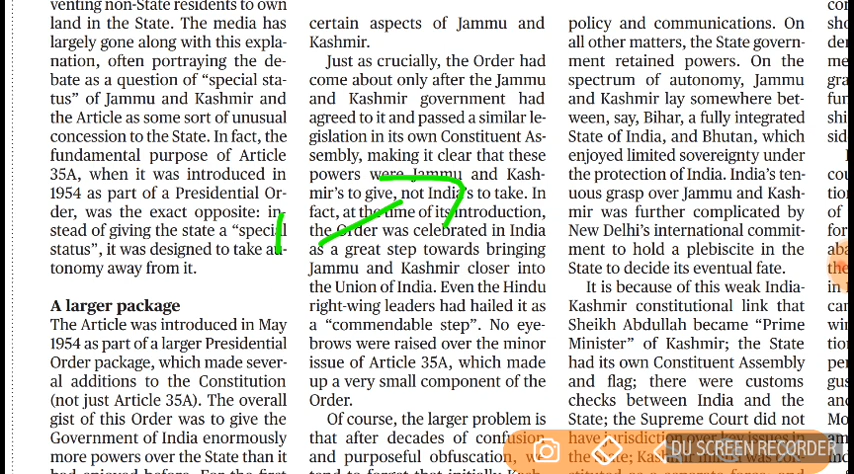 venting non-State residents to own
land in the State. The media has
largely gone along with this expla-
nation, often portraying the de-
bate as a question of “special sta-
tus” of Jammu and Kashmir and
the Article as some sort of unusual
concession to the State. In fact, the
fundamental purpose of Article
35A, when it was introduced in
1954 as part of a Presidential Or-
der, was the exact opposite: in-
stead of giving the state a “special
status”, it was designed to take au-
tonomy away from it.
A larger package
The Article was introduced in May
1954 as part of a larger Presidential
Order package, which made sever-
al additions to the Constitution
(not just Article 35A). The overall
gist of this Order was to give the
Government of India enormously
more powers over the State than it
had enjoyed before. For the first
certain aspects of Jammu and
Kashmir.
Just as crucially, the Order had
come about only after the Jammu
and Kashmir government had
agreed to it and passed a similar le-
gislation in its own Constituent As-
sembly, making it clear that these
powers were Jammu and Kash-
mir’s to give, not India’s to take. In
fact, at the time of its introduction,
the Order was celebrated in India
as a great step towards bringing
Jammu and Kashmir closer into
the Union of India. Even the Hindu
right-wing leaders had hailed it as
a “commendable step”. No eye-
brows were raised over the minor
issue of Article 35A, which made
up a very small component of the
Order.
Of course, the larger problem is
that after decades of confusion
and purposeful obfuscation,
tend to forget that initially
policy and communications. On
all other matters, the State govern-
ment retained powers. On the
spectrum of autonomy, Jammu
and Kashmir lay somewhere bet-
ween, say, Bihar, a fully integrated
State of India, and Bhutan, which
enjoyed limited sovereignty under
the protection of India. India’s ten-
uous grasp over Jammu and Kash-
mir was further complicated by
New Delhi’s international commit-
ment to hold a plebiscite in the
State to decide its eventual fate.
It is because of this weak India-
Kashmir constitutional link that
Sheikh Abdullah became “Prime
Minister” of Kashmir; the State
had its own Constituent Assembly
and flag; there were customs
checks between India and the
State; the Supreme Court did not
have jurisdiction over key issues in
DU SCREEN RECORDER